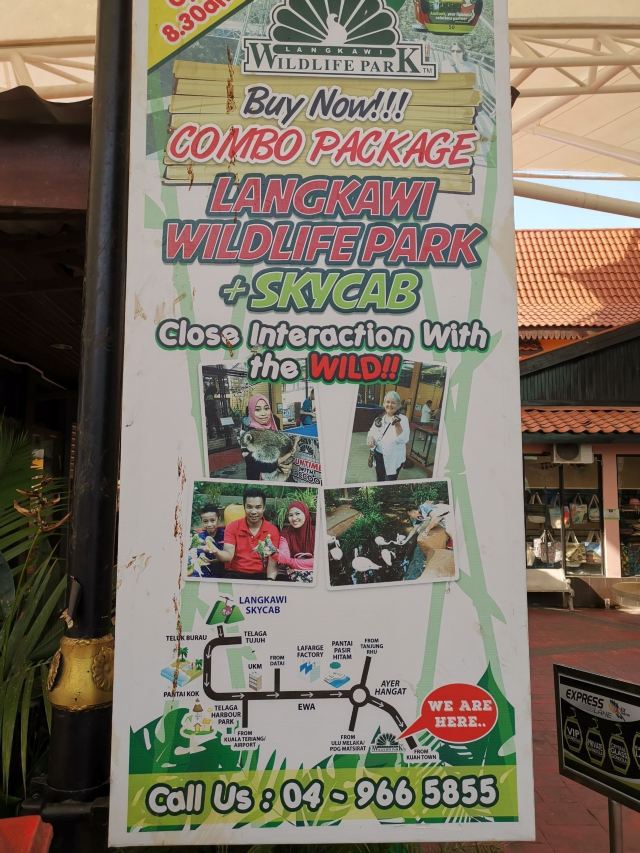 8.30am
LANGKAWI
WILDLIFE PARK TM
Buy Now!!!
COMBO PACKAGE
LANGKAWI
WILDLIFE PARK
+ SKYCAB
Close Interaction With
the WILD!!
LANGKAWI
SKYCAB
TELUK BURAU
TELAGA
TUJUH
PANTAI KOK
UKM
FROM
DATAI
LAFARGE
FACTORY
PANTAI
PASIR
HITAM
FROM
TANJUNG
RHU
AYER
HANGAT
EWA
TELAGA
HARBOUR
PARK
FROM
KUALA TERIANG/
AIRPORT
FROM
ULU MELAKA/
PDG MATSIRAT
WE ARE
HERE..
FROM
KUAH TOWN
Call Us : 04 - 966 5855
EXPRESS
LANE
VIP